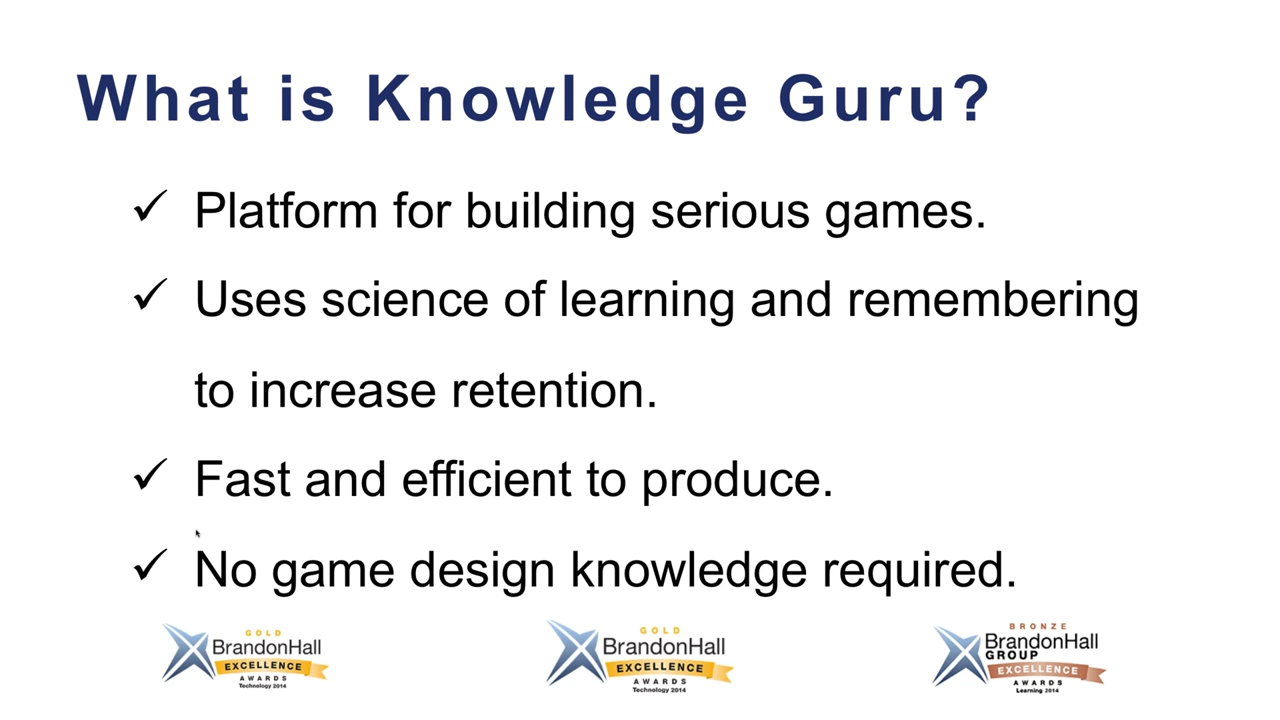 What is Knowledge Guru?
✓ Platform for building serious games.
✓ Uses science of learning and remembering
to increase retention.
✓ Fast and efficient to produce.
✓ No game design knowledge required.
GOLD
BrandonHall
EXCELLENCE
AWARDS
Technology 2014
GOLD
BrandonHall
EXCELLENCE
AWARDS
Technology 2014
BRONZE
BrandonHall
GROUP
EXCELLENCE
AWARDS
Learning 2014